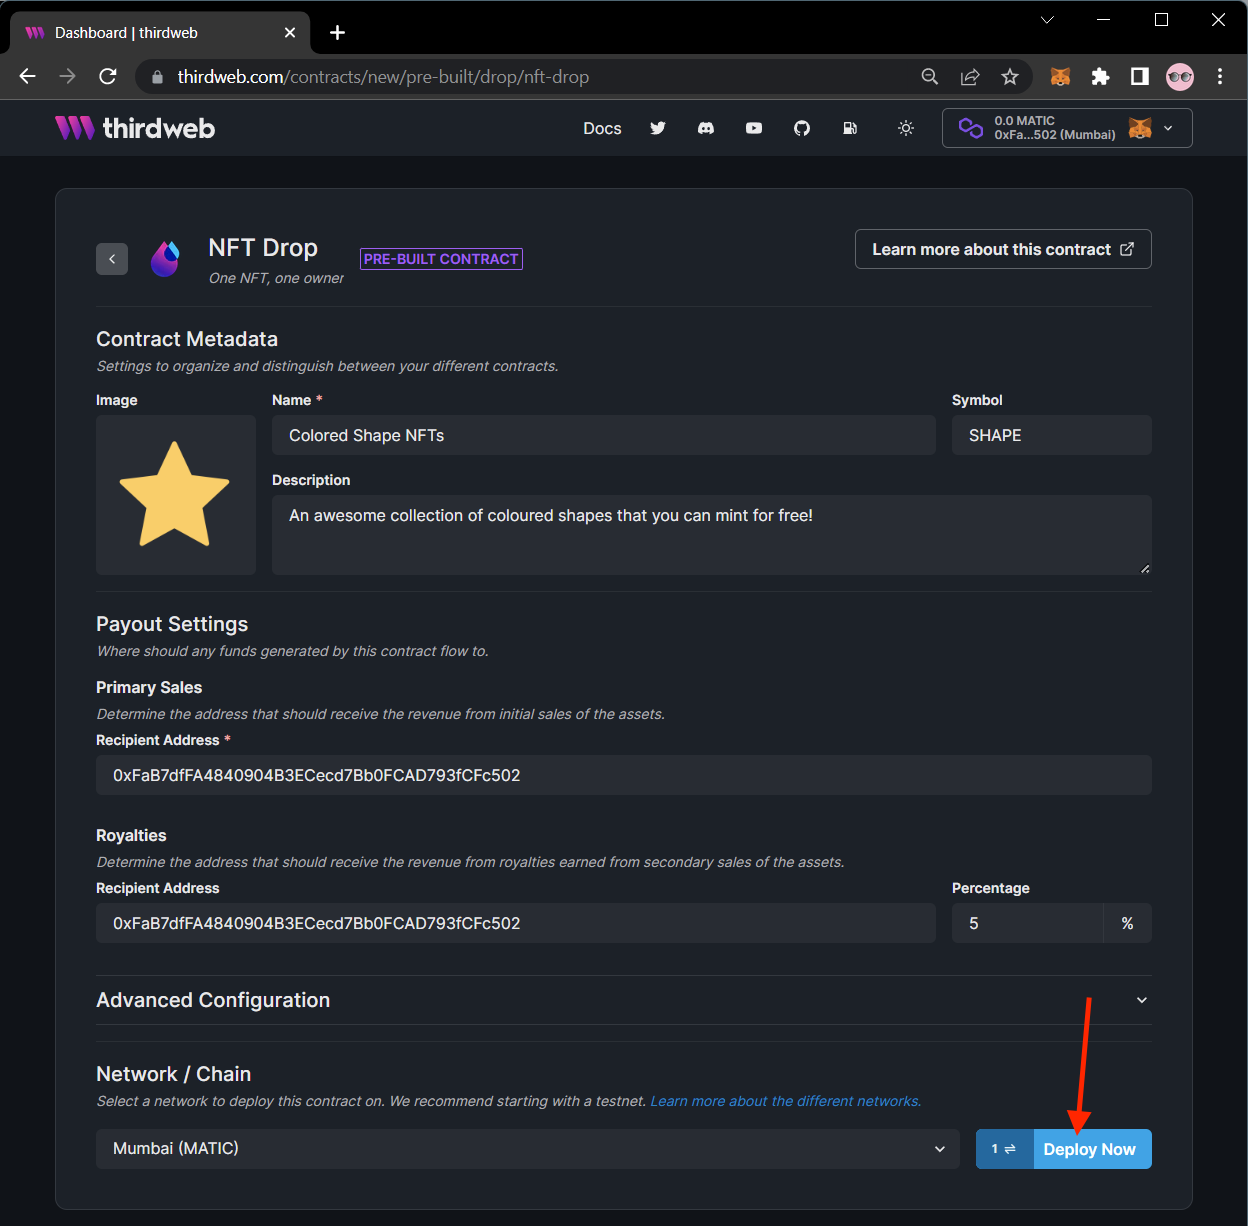 Dashboard | thirdweb
thirdweb.com/contracts/new/pre-built/drop/nft-drop
thirdweb
Docs
0.0 MATIC
0xFa...502 (Mumbai)
NFT Drop
One NFT, one owner
PRE-BUILT CONTRACT
Learn more about this contract
Contract Metadata
Settings to organize and distinguish between your different contracts.
Image
Name *
Symbol
Colored Shape NFTs
SHAPE
Description
An awesome collection of coloured shapes that you can mint for free!
Payout Settings
Where should any funds generated by this contract flow to.
Primary Sales
Determine the address that should receive the revenue from initial sales of the assets.
Recipient Address *
0xFaB7dfFA4840904B3ECecd7Bb0FCAD793fCFc502
Royalties
Determine the address that should receive the revenue from royalties earned from secondary sales of the assets.
Recipient Address
Percentage
0xFaB7dfFA4840904B3ECecd7Bb0FCAD793fCFc502
5
%
Advanced Configuration
Network / Chain
Select a network to deploy this contract on. We recommend starting with a testnet. Learn more about the different networks.
Mumbai (MATIC)
1 ⇌
Deploy Now